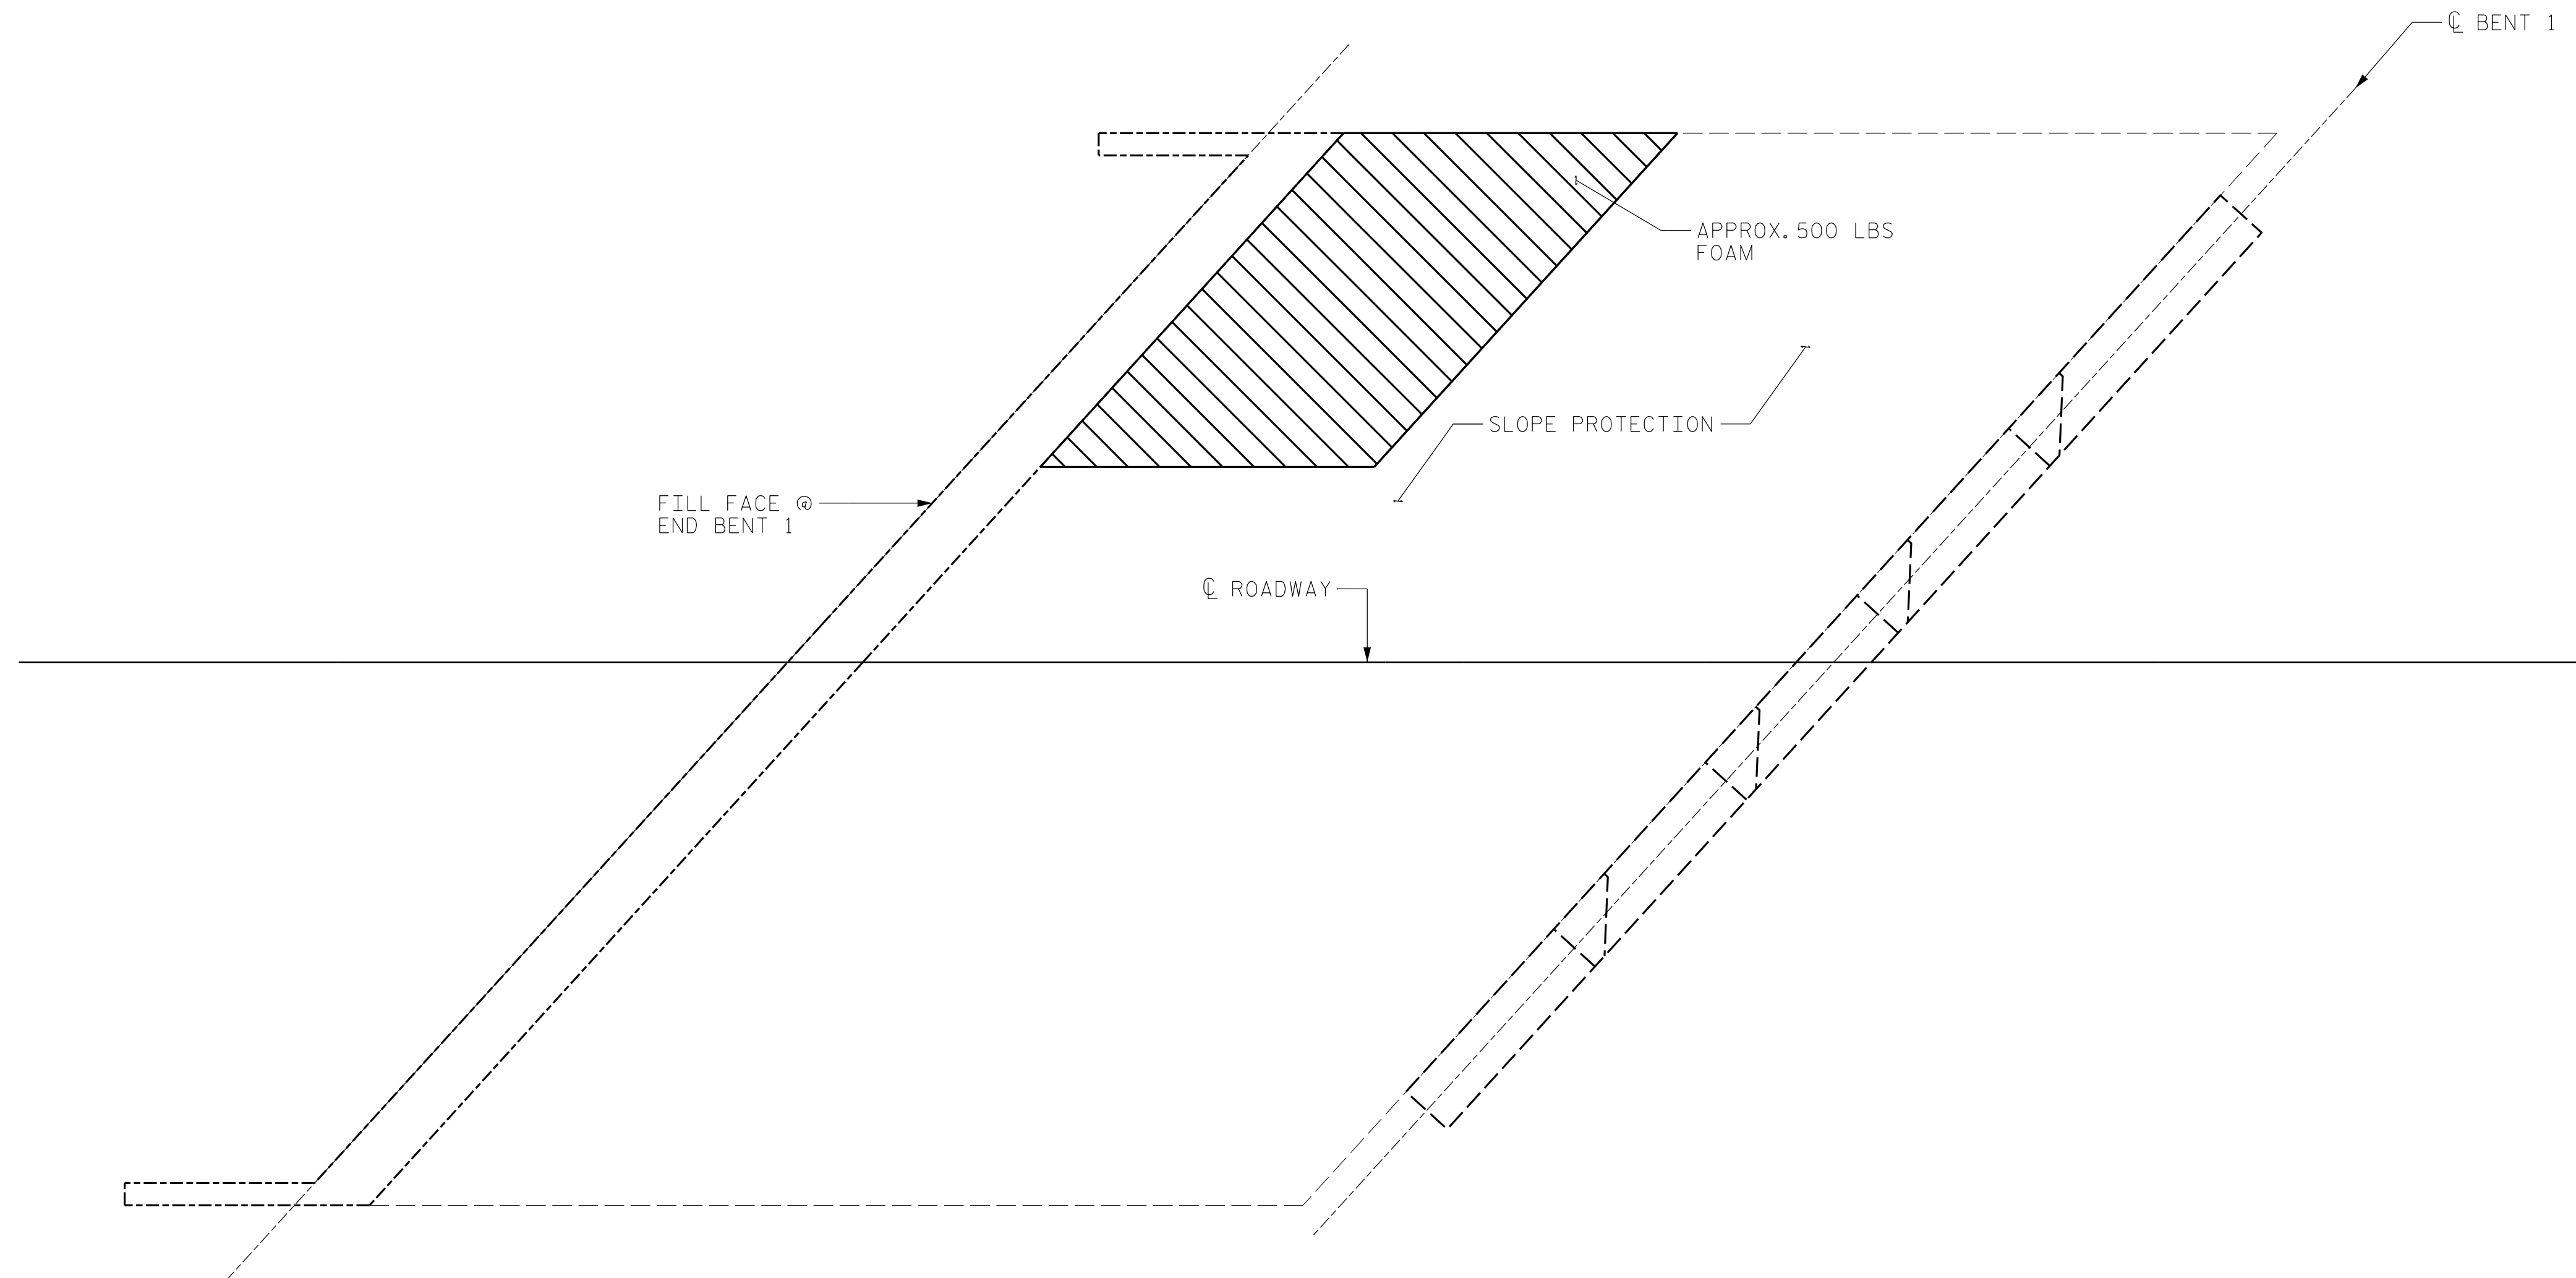 ℄ BENT 1
APPROX. 500 LBS
FOAM
SLOPE PROTECTION
FILL FACE @
END BENT 1
℄ ROADWAY